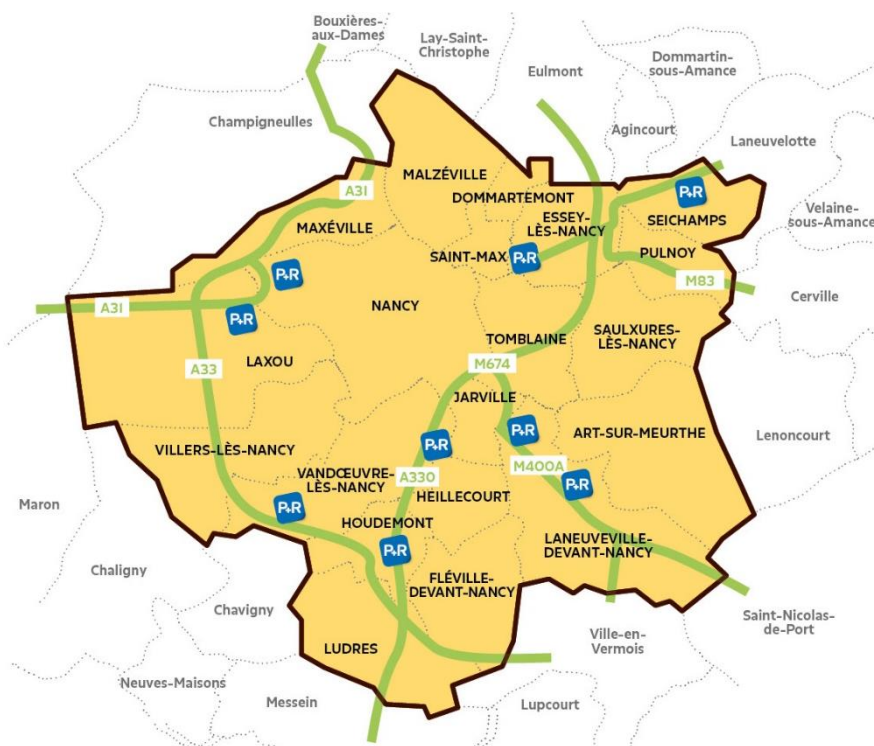 Bouxières-
aux-Dames
Lay-Saint-
Christophe
Eulmont
Dommartin-
sous-Amance
Champigneulles
Agincourt
Laneuvelotte
MALZÉVILLE
A31
P+R
DOMMARTEMONT
SEICHAMPS
Velaine-
sous-Amance
MAXÉVILLE
ESSEY-
LÈS-NANCY
SAINT-MAX
P+R
PULNOY
P+R
M83
Cerville
A31
NANCY
P+R
TOMBLAINE
SAULXURES-
LÈS-NANCY
LAXOU
A33
M674
JARVILLE
P+R
ART-SUR-MEURTHE
Lenoncourt
VILLERS-LÈS-NANCY
P+R
M400A
VANDŒUVRE-
LÈS-NANCY
A330
P+R
HEILLECOURT
Maron
P+R
HOUDEMONT
LANEUVEVILLE-
DEVANT-NANCY
P+R
Chaligny
FLÉVILLE-
DEVANT-NANCY
Chavigny
Saint-Nicolas-
de-Port
Ville-en-
Vermois
LUDRES
Neuves-Maisons
Messein
Lupcourt